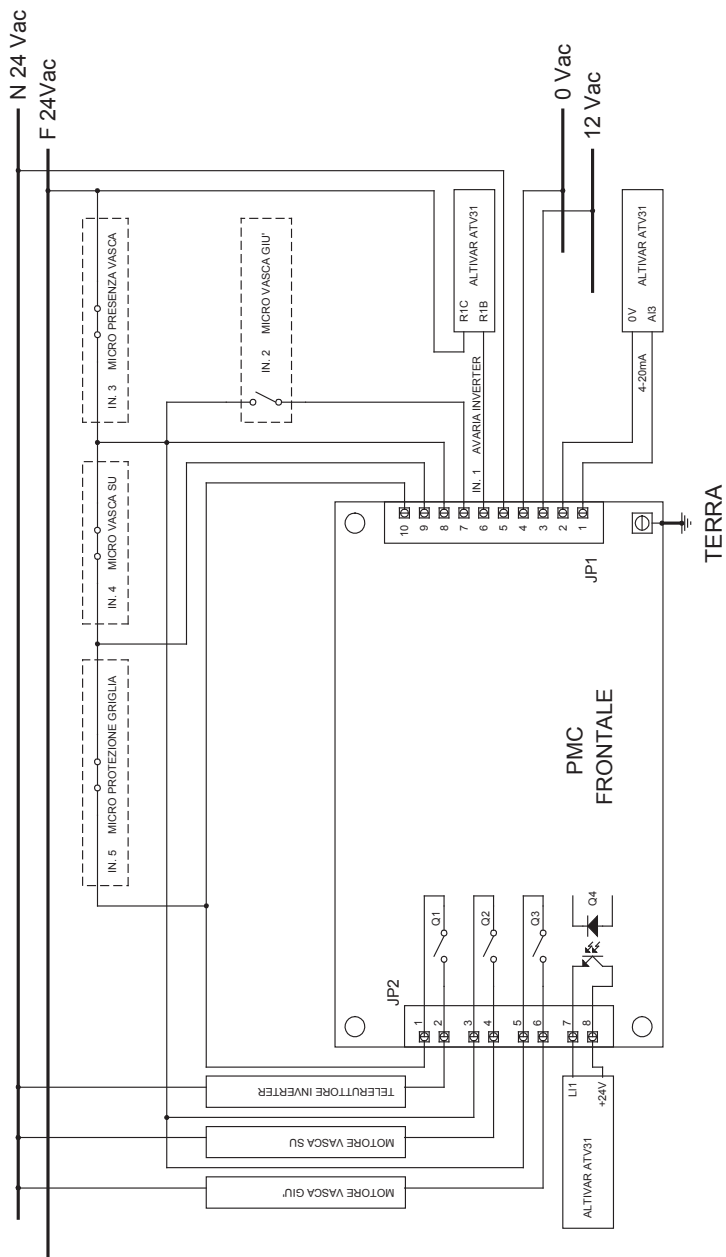 N 24 Vac
F 24Vac
0 Vac
12 Vac
IN. 3 MICRO PRESENZA VASCA
IN. 2 MICRO VASCA GIU'
IN. 4 MICRO VASCA SU
IN. 5 MICRO PROTEZIONE GRIGLIA
ALTIVAR ATV31
R1C
R1B
IN. 1 AVARIA INVERTER
ALTIVAR ATV31
0V
AI3
4-20mA
10
9
8
7
6
5
4
3
2
1
JP1
TERRA
PMC
FRONTALE
JP2
1
2
3
4
5
6
7
8
Q1
Q2
Q3
Q4
TELERUTTORE INVERTER
MOTORE VASCA SU
MOTORE VASCA GIU'
LI1
+24V
ALTIVAR ATV31